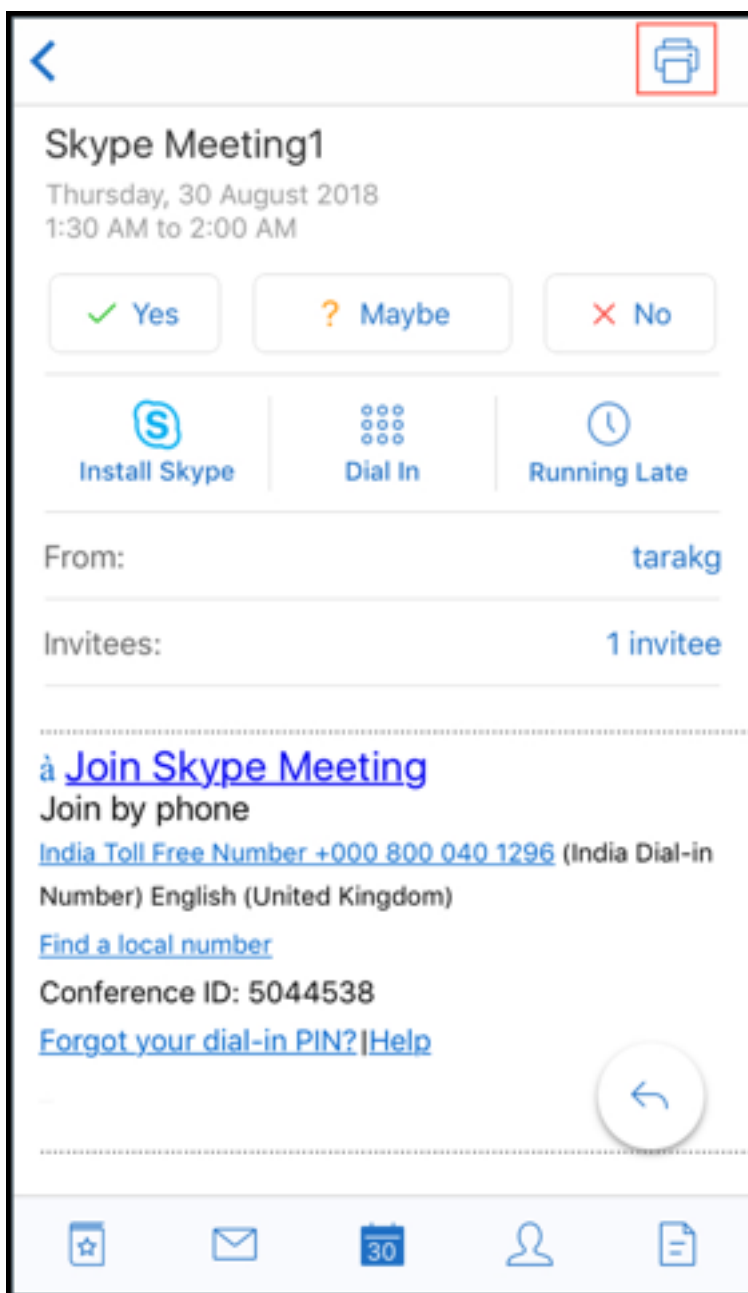 Skype Meeting1
Thursday, 30 August 2018
1:30 AM to 2:00 AM
Yes ? Maybe No
S
Install Skype Dial In Running Late
From: tarakg
Invitees: 1 invitee
à Join Skype Meeting
Join by phone
India Toll Free Number +000 800 040 1296 (India Dial-in
Number) English (United Kingdom)
Find a local number
Conference ID: 5044538
Forgot your dial-in PIN?|Help
30